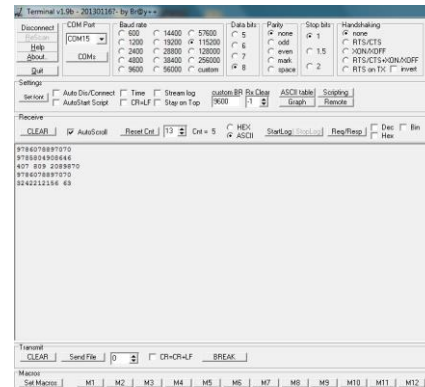 Terminal v1.9b - 20130116? - by Br@y++
Disconnect
ReScan
Help
About..
Quit
COM Port
COM15
COMs
Baud rate
600 14400 57600
1200 19200 115200
2400 28800 128000
4800 38400 256000
9600 56000 custom
Data bits
5
6
7
8
Parity
none
odd
even
mark
space
Stop bits
1
1.5
2
Handshaking
none
RTS/CTS
XON/XOFF
RTS/CTS+XON/XOFF
RTS on TX invert
Settings
Set font
Auto Dis/Connect Time Stream log custom BR Rx Clear ASCII table Scripting
AutoStart Script CR=LF Stay on Top 9600 -1 Graph Remote
Receive
CLEAR AutoScroll Reset Cnt 13 Cnt = 5 HEX ASCII StartLog StopLog Req/Resp Dec Bin Hex
9786078897070
9785804908646
407 809 2089870
9786078897070
3242212156 63
Transmit
CLEAR Send File 0 CR=CR+LF BREAK
Macros
Set Macros M1 M2 M3 M4 M5 M6 M7 M8 M9 M10 M11 M12